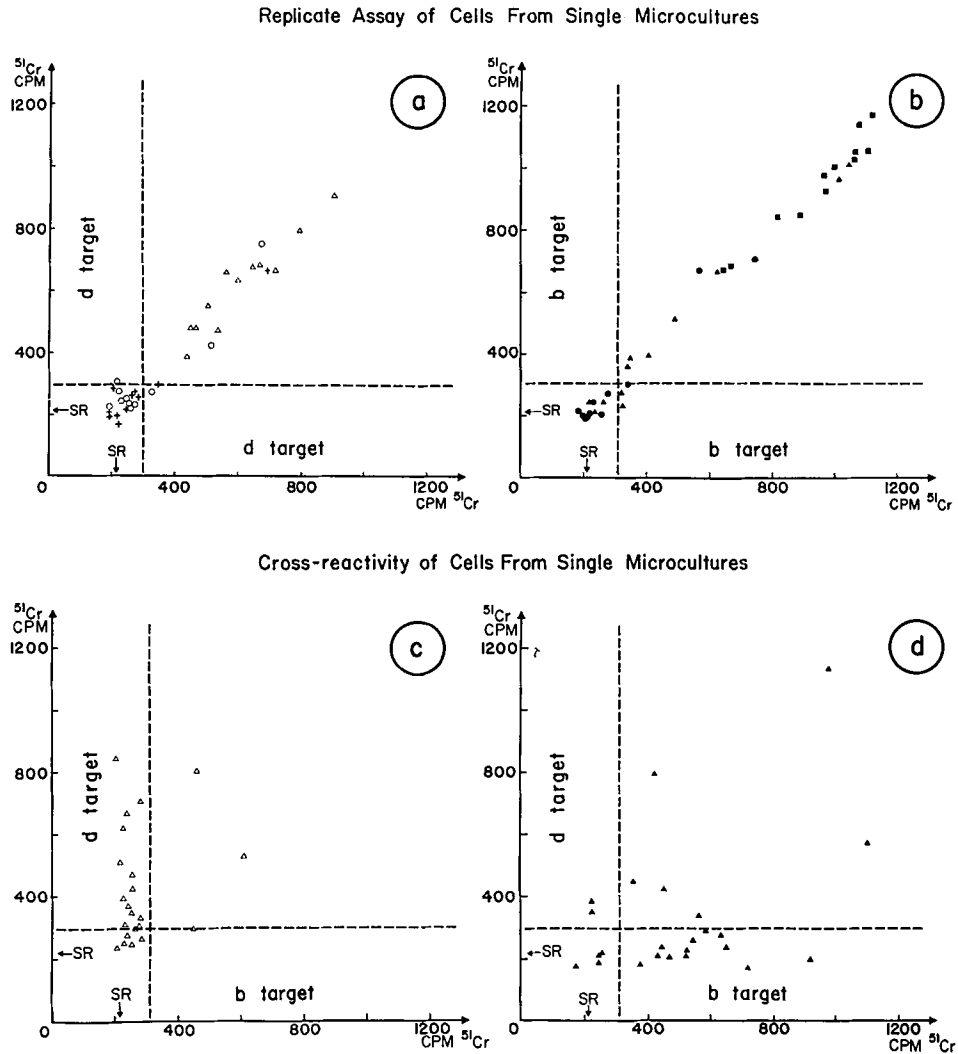 Replicate Assay of Cells From Single Microcultures
51Cr
CPM
1200
800
400
0
d target
←SR
SR
↓
d target
400
800
1200
CPM 51Cr
a
51Cr
CPM
1200
800
400
0
b target
←SR
SR
↓
b target
400
800
1200
CPM 51Cr
b
Cross-reactivity of Cells From Single Microcultures
51Cr
CPM
1200
800
400
0
d target
←SR
SR
↓
b target
400
800
1200
CPM 51Cr
c
51Cr
CPM
1200
800
400
0
d target
←SR
SR
↓
b target
400
800
1200
CPM 51Cr
d